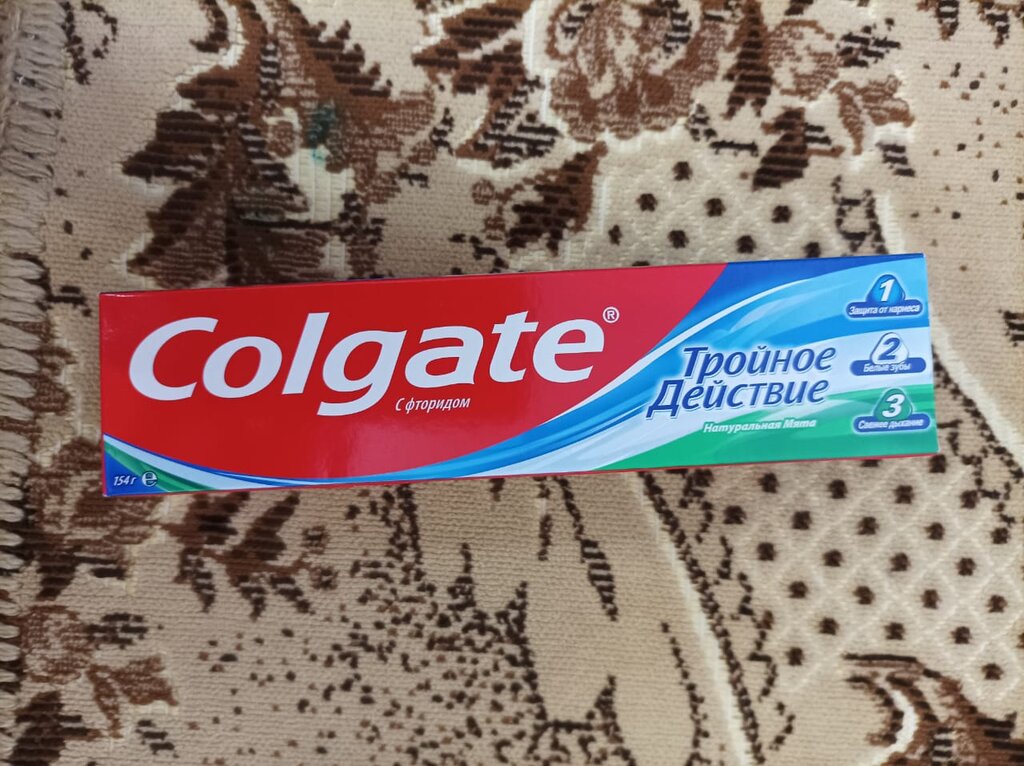 Colgate®
С фторидом
154 г e
Тройное
Действие
Натуральная Мята
1
Защита от кариеса
2
Белые зубы
3
Свежее дыхание